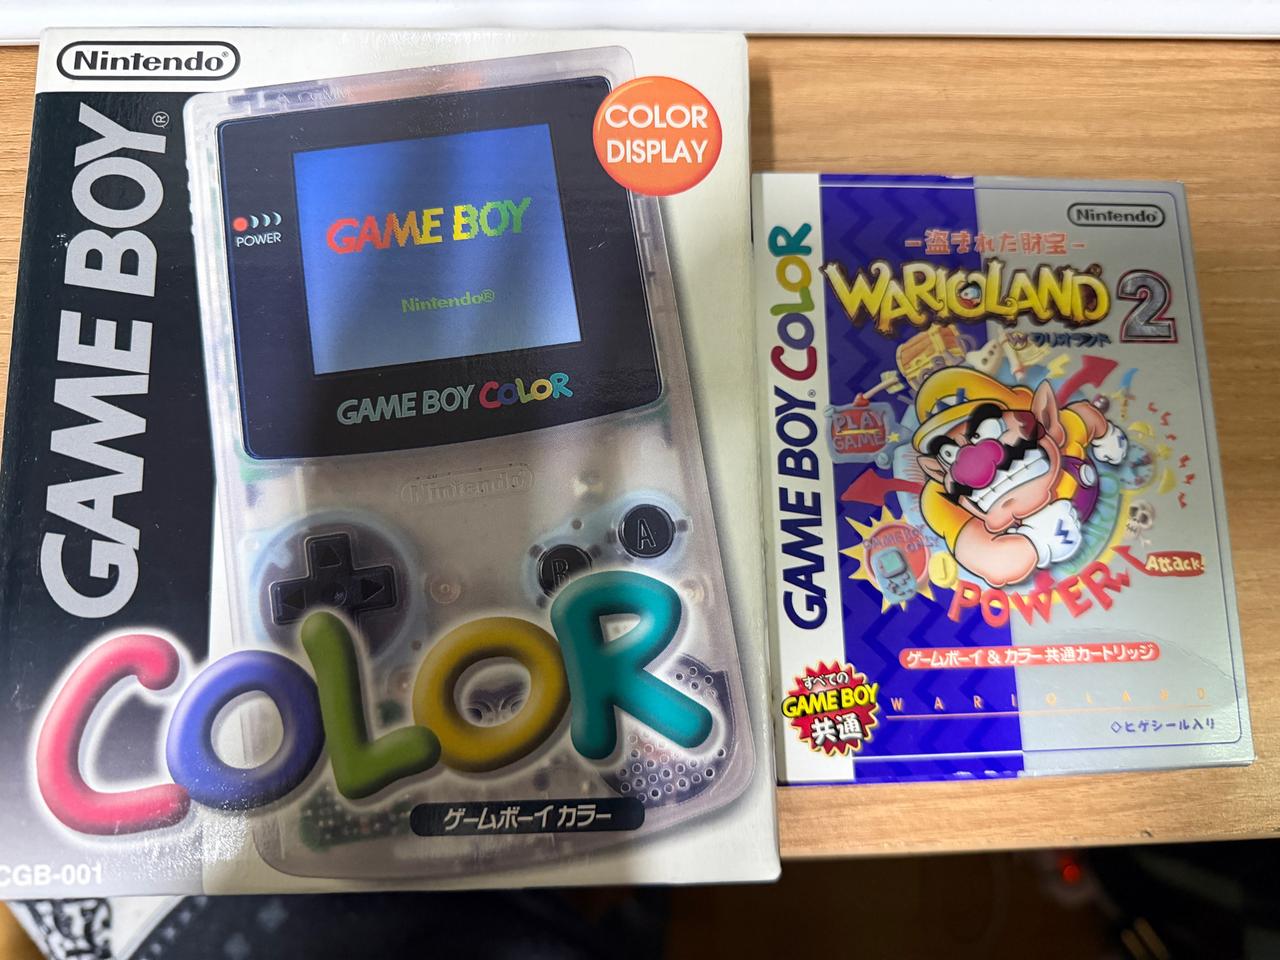 Nintendo®
GAME BOY®
COLOR
DISPLAY
POWER
GAME BOY
Nintendo®
GAME BOY COLOR
Nintendo
A
B
COLOR
ゲームボーイカラー
CGB-001
GAME BOY COLOR
Nintendo
－盗まれた財宝－
WARIOLAND 2
ワリオランド
PLAY
GAME
POWER
Attack!
ゲームボーイ&カラー共通カートリッジ
すべての
GAME BOY
共通
WARIOLAND
◇ヒゲシール入り